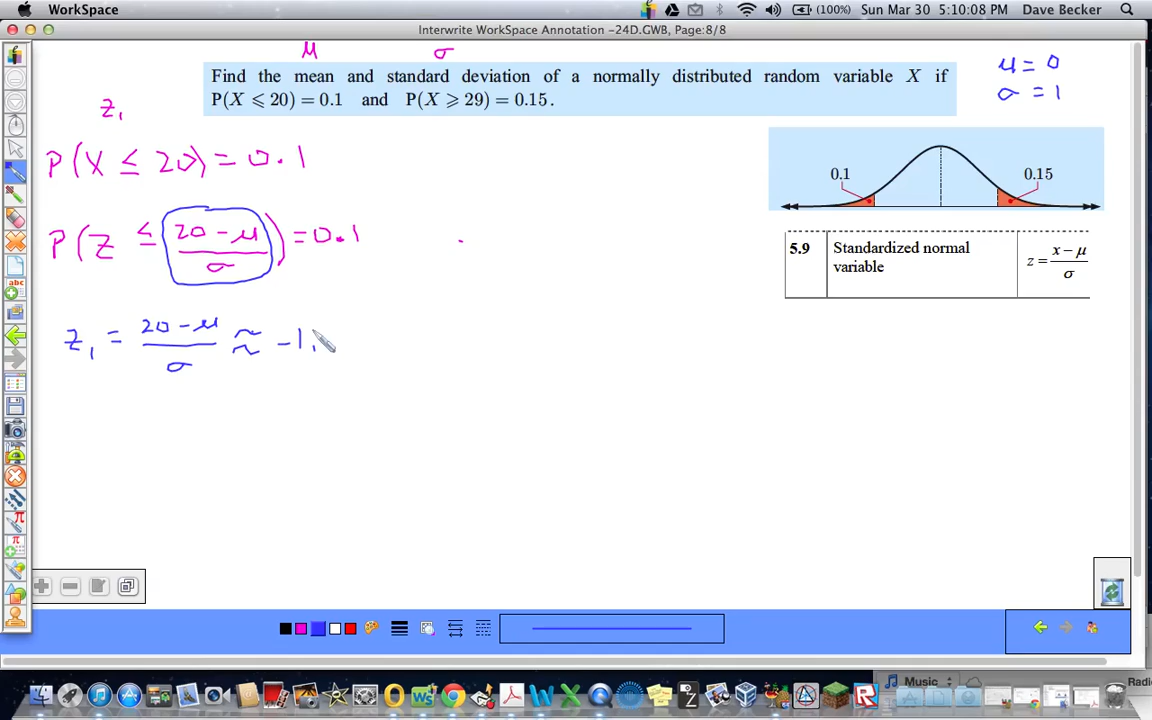 WorkSpace
(100%) Sun Mar 30 5:10:08 PM Dave Becker
Interwrite WorkSpace Annotation -24D.GWB, Page:8/8
μ σ
Find the mean and standard deviation of a normally distributed random variable X if
P(X ⩽ 20) = 0.1 and P(X ⩾ 29) = 0.15.
μ = 0
σ = 1
z₁
P(X ≤ 20) = 0.1
0.1 0.15
P(Z ≤ (20 - μ)/σ) = 0.1
5.9 Standardized normal variable z = (x − μ)/σ
z₁ = (20 - μ)/σ ≈ -1.
abc
π
π
Music
Radio